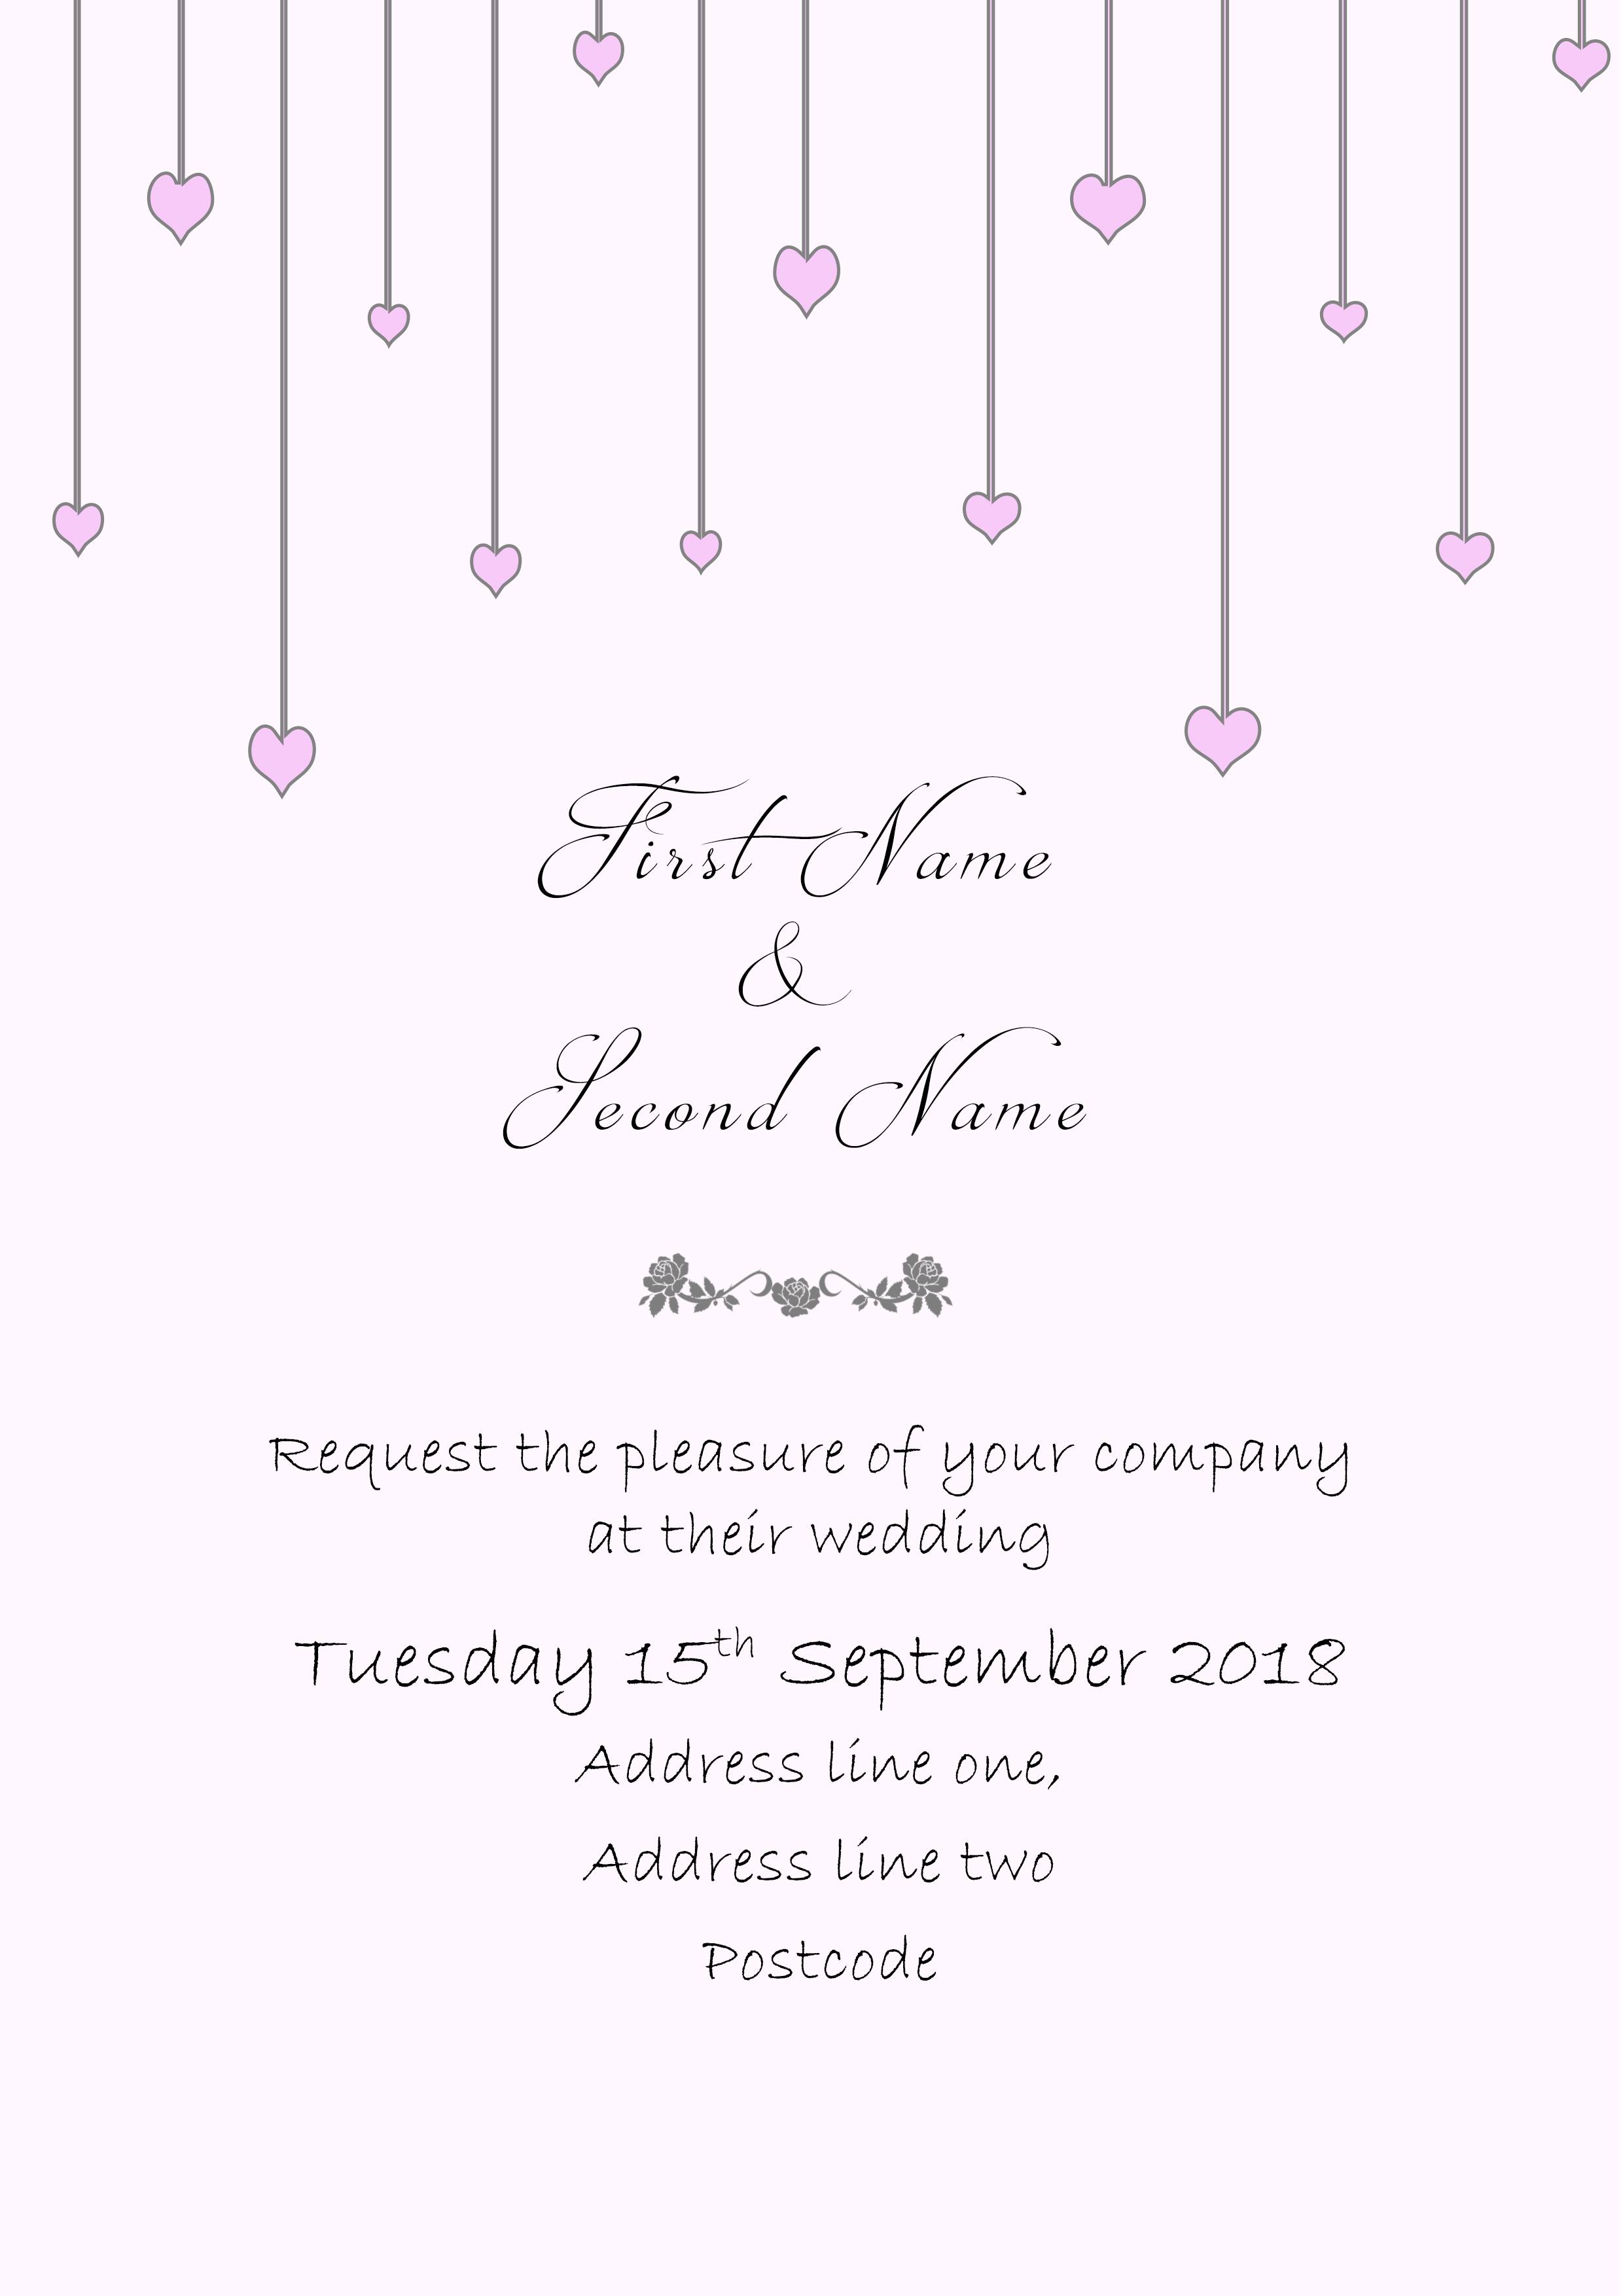 First Name
&
Second Name
Request the pleasure of your company
at their wedding
Tuesday 15th September 2018
Address line one,
Address line two
Postcode